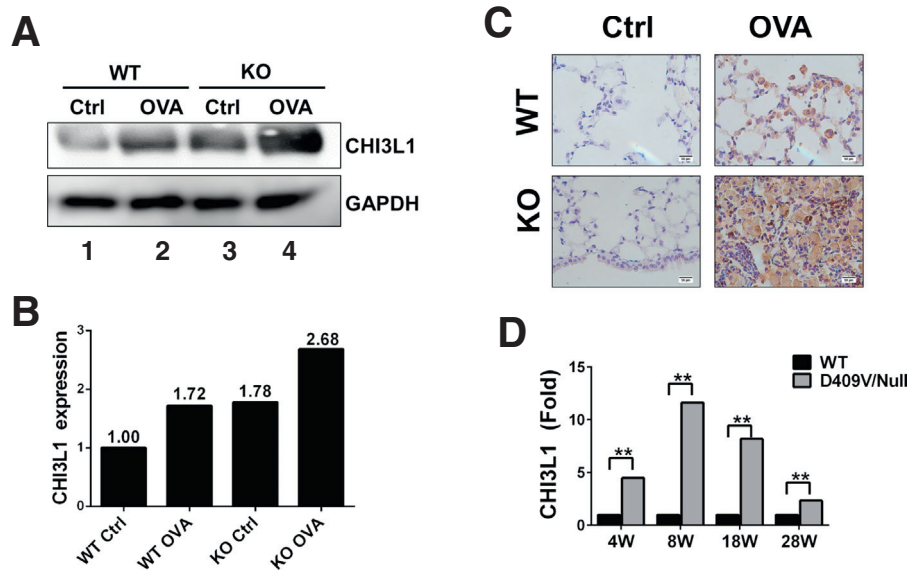 A
WT KO
Ctrl OVA Ctrl OVA
CHI3L1
GAPDH
1 2 3 4
B
CHI3L1 expression
3
2
1
0
1.00
1.72
1.78
2.68
WT Ctrl
WT OVA
KO Ctrl
KO OVA
C
Ctrl OVA
WT
KO
D
WT
D409V/Null
CHI3L1 (Fold)
15
10
5
0
**
**
**
**
4W 8W 18W 28W